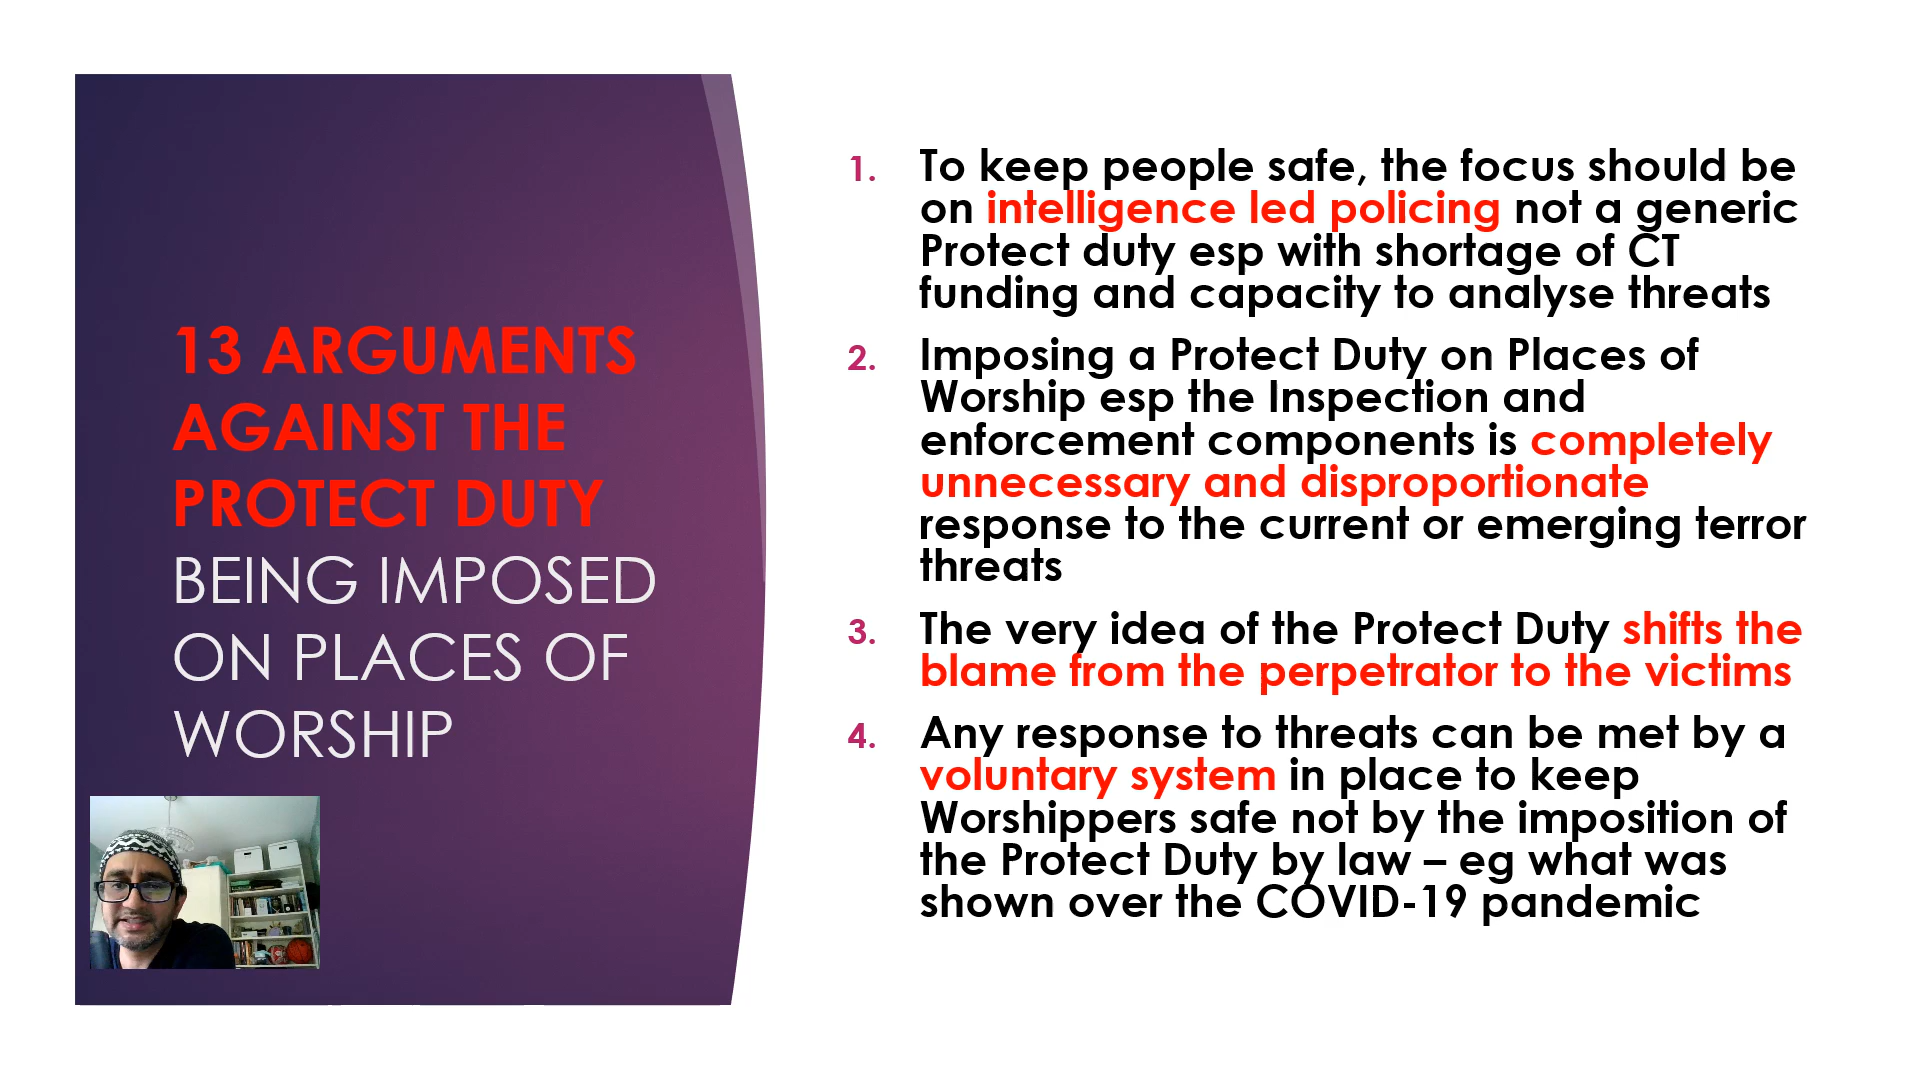 13 ARGUMENTS
AGAINST THE
PROTECT DUTY
BEING IMPOSED
ON PLACES OF
WORSHIP
1. To keep people safe, the focus should be
on intelligence led policing not a generic
Protect duty esp with shortage of CT
funding and capacity to analyse threats
2. Imposing a Protect Duty on Places of
Worship esp the Inspection and
enforcement components is completely
unnecessary and disproportionate
response to the current or emerging terror
threats
3. The very idea of the Protect Duty shifts the
blame from the perpetrator to the victims
4. Any response to threats can be met by a
voluntary system in place to keep
Worshippers safe not by the imposition of
the Protect Duty by law – eg what was
shown over the COVID-19 pandemic